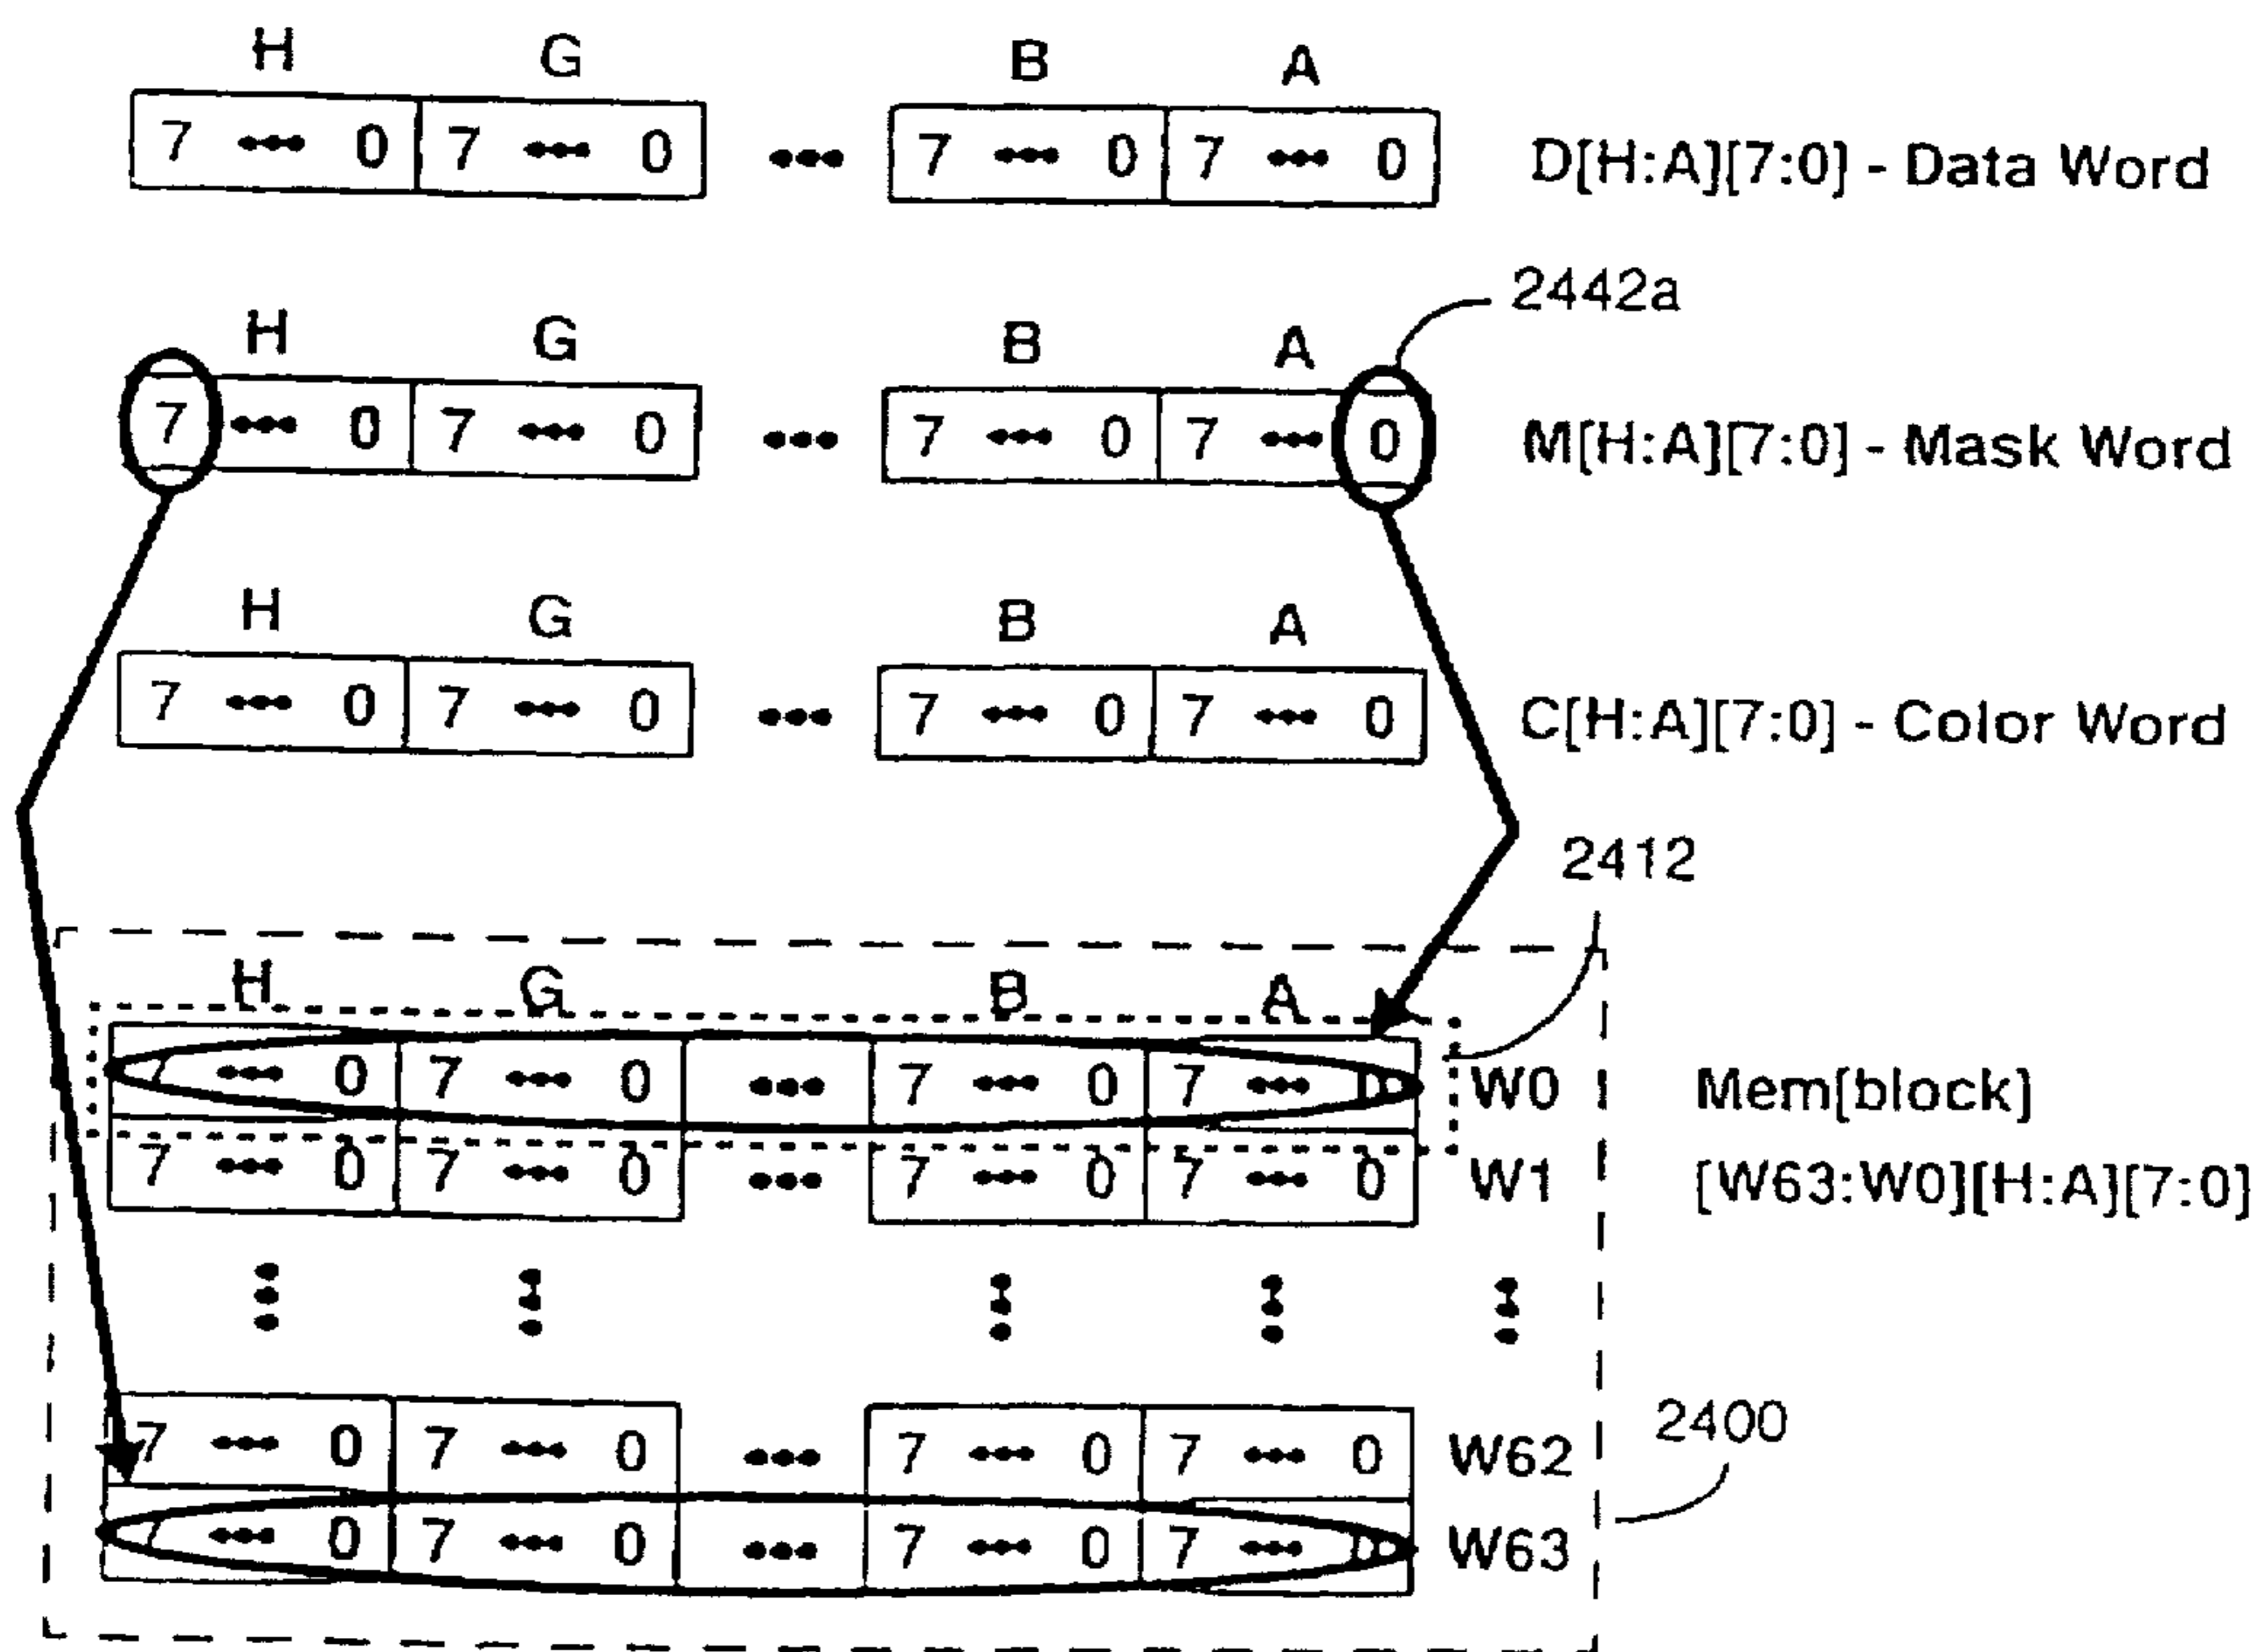 H G B A
7 ••• 0 7 ••• 0 ••• 7 ••• 0 7 ••• 0 D[H:A][7:0] - Data Word
2442a
H G B A
7 ••• 0 7 ••• 0 ••• 7 ••• 0 7 ••• 0 M[H:A][7:0] - Mask Word
H G B A
7 ••• 0 7 ••• 0 ••• 7 ••• 0 7 ••• 0 C[H:A][7:0] - Color Word
2412
H G B A
7 ••• 0 7 ••• 0 ••• 7 ••• 0 7 ••• 0 W0 Mem[block]
7 ••• 0 7 ••• 0 ••• 7 ••• 0 7 ••• 0 W1 [W63:W0][H:A][7:0]
2400
7 ••• 0 7 ••• 0 ••• 7 ••• 0 7 ••• 0 W62
7 ••• 0 7 ••• 0 ••• 7 ••• 0 7 ••• 0 W63